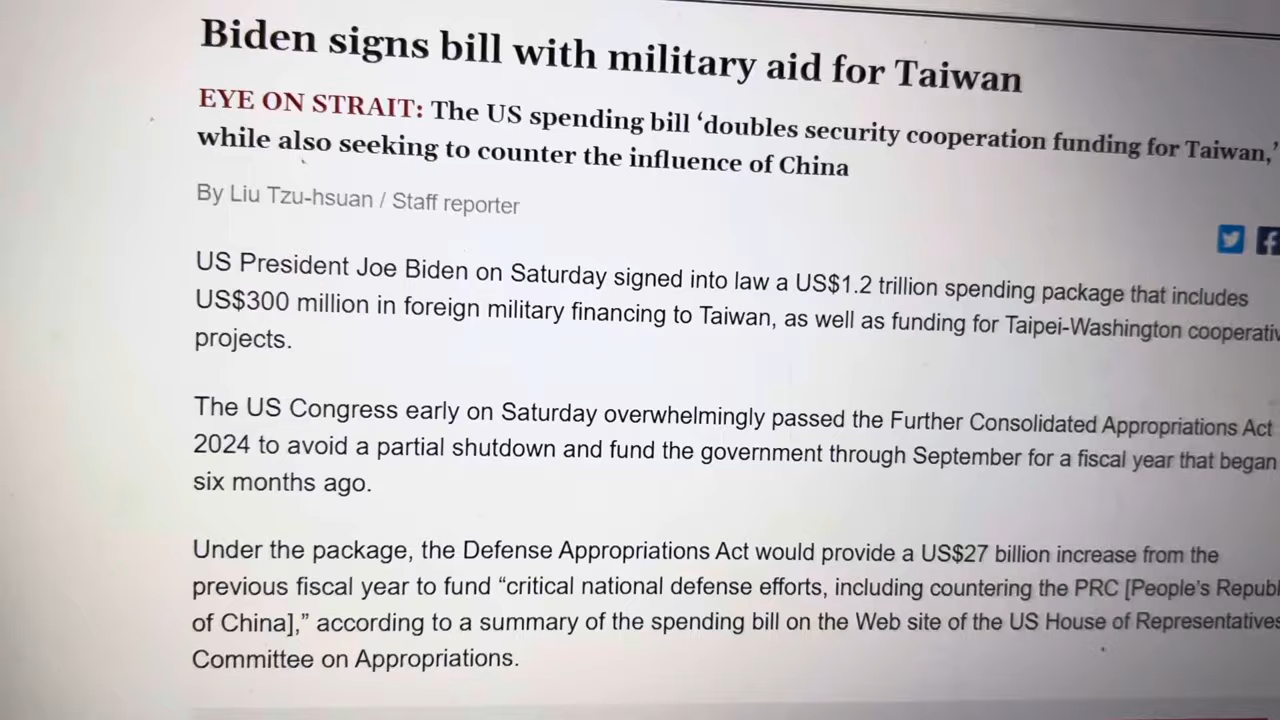 Biden signs bill with military aid for Taiwan
EYE ON STRAIT: The US spending bill ‘doubles security cooperation funding for Taiwan,’
while also seeking to counter the influence of China
By Liu Tzu-hsuan / Staff reporter
US President Joe Biden on Saturday signed into law a US$1.2 trillion spending package that includes
US$300 million in foreign military financing to Taiwan, as well as funding for Taipei-Washington
projects.
The US Congress early on Saturday overwhelmingly passed the Further Consolidated Appropriations Act
2024 to avoid a partial shutdown and fund the government through September for a fiscal year that began
six months ago.
Under the package, the Defense Appropriations Act would provide a US$27 billion increase from the
previous fiscal year to fund “critical national defense efforts, including countering the PRC [People’s
of China],” according to a summary of the spending bill on the Web site of the US House of Representatives
Committee on Appropriations.